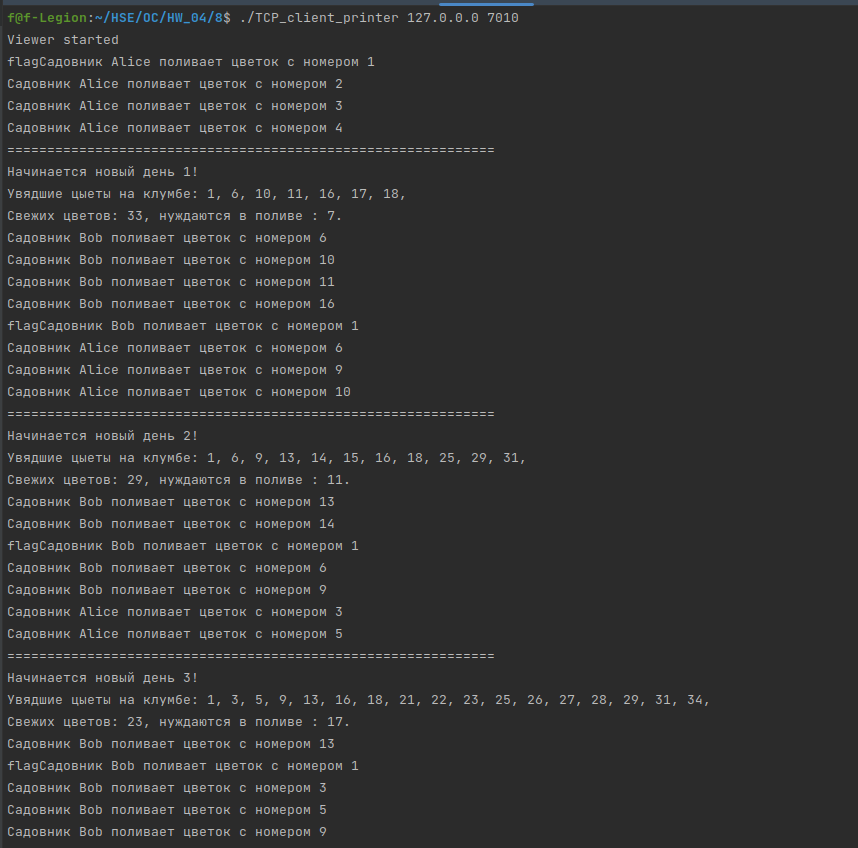 f@f-Legion:~/HSE/OC/HW_04/8$ ./TCP_client_printer 127.0.0.0 7010
Viewer started
flagСадовник Alice поливает цветок с номером 1
Садовник Alice поливает цветок с номером 2
Садовник Alice поливает цветок с номером 3
Садовник Alice поливает цветок с номером 4
=============================================================
Начинается новый день 1!
Увядшие цыеты на клумбе: 1, 6, 10, 11, 16, 17, 18,
Свежих цветов: 33, нуждаются в поливе : 7.
Садовник Bob поливает цветок с номером 6
Садовник Bob поливает цветок с номером 10
Садовник Bob поливает цветок с номером 11
Садовник Bob поливает цветок с номером 16
flagСадовник Bob поливает цветок с номером 1
Садовник Alice поливает цветок с номером 6
Садовник Alice поливает цветок с номером 9
Садовник Alice поливает цветок с номером 10
=============================================================
Начинается новый день 2!
Увядшие цыеты на клумбе: 1, 6, 9, 13, 14, 15, 16, 18, 25, 29, 31,
Свежих цветов: 29, нуждаются в поливе : 11.
Садовник Bob поливает цветок с номером 13
Садовник Bob поливает цветок с номером 14
flagСадовник Bob поливает цветок с номером 1
Садовник Bob поливает цветок с номером 6
Садовник Bob поливает цветок с номером 9
Садовник Alice поливает цветок с номером 3
Садовник Alice поливает цветок с номером 5
=============================================================
Начинается новый день 3!
Увядшие цыеты на клумбе: 1, 3, 5, 9, 13, 16, 18, 21, 22, 23, 25, 26, 27, 28, 29, 31, 34,
Свежих цветов: 23, нуждаются в поливе : 17.
Садовник Bob поливает цветок с номером 13
flagСадовник Bob поливает цветок с номером 1
Садовник Bob поливает цветок с номером 3
Садовник Bob поливает цветок с номером 5
Садовник Bob поливает цветок с номером 9